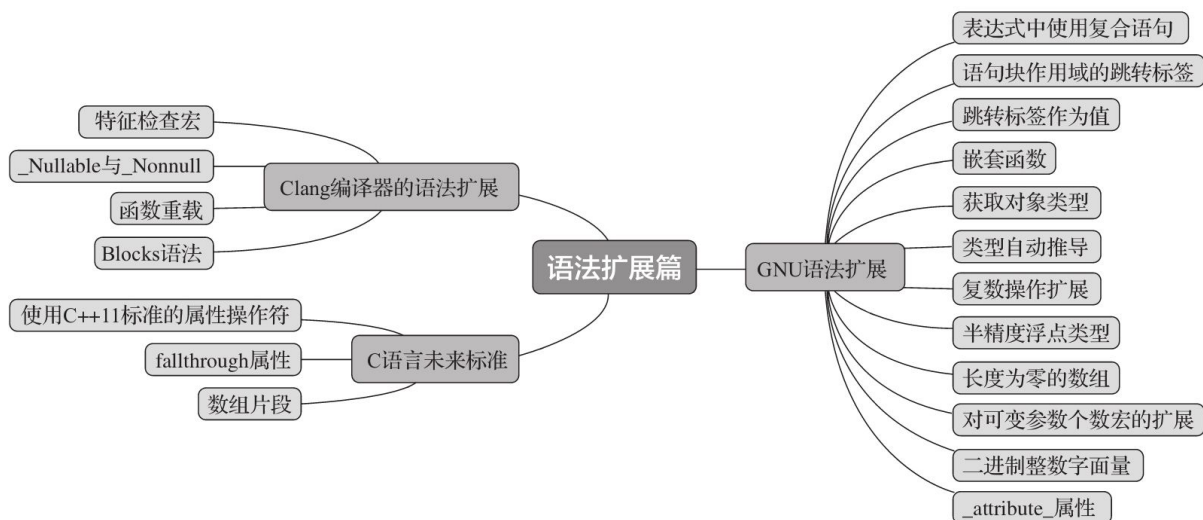 语法扩展篇
Clang编译器的语法扩展
特征检查宏
_Nullable与_Nonnull
函数重载
Blocks语法
C语言未来标准
使用C++11标准的属性操作符
fallthrough属性
数组片段
GNU语法扩展
表达式中使用复合语句
语句块作用域的跳转标签
跳转标签作为值
嵌套函数
获取对象类型
类型自动推导
复数操作扩展
半精度浮点类型
长度为零的数组
对可变参数个数宏的扩展
二进制整数字面量
_attribute_属性